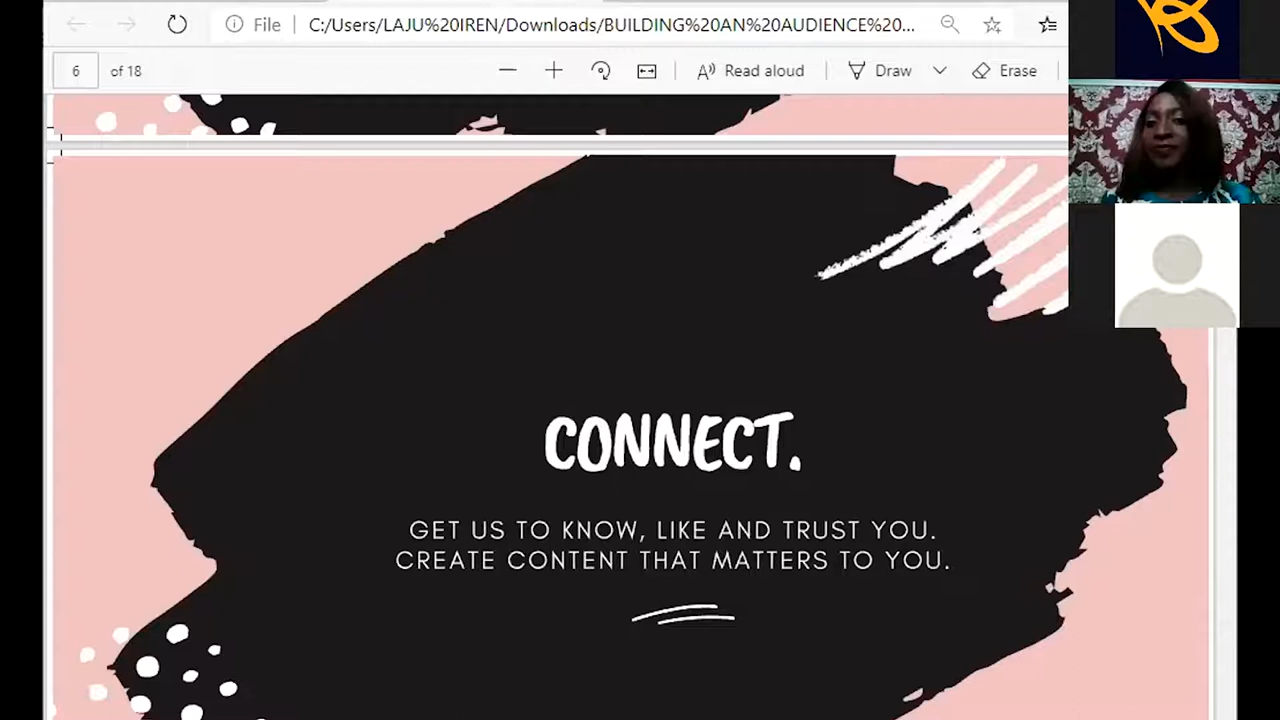 File | C:/Users/LAJU%20IREN/Downloads/BUILDING%20AN%20AUDIENCE%20...
6 of 18
Read aloud
Draw
Erase
CONNECT.
GET US TO KNOW, LIKE AND TRUST YOU.
CREATE CONTENT THAT MATTERS TO YOU.